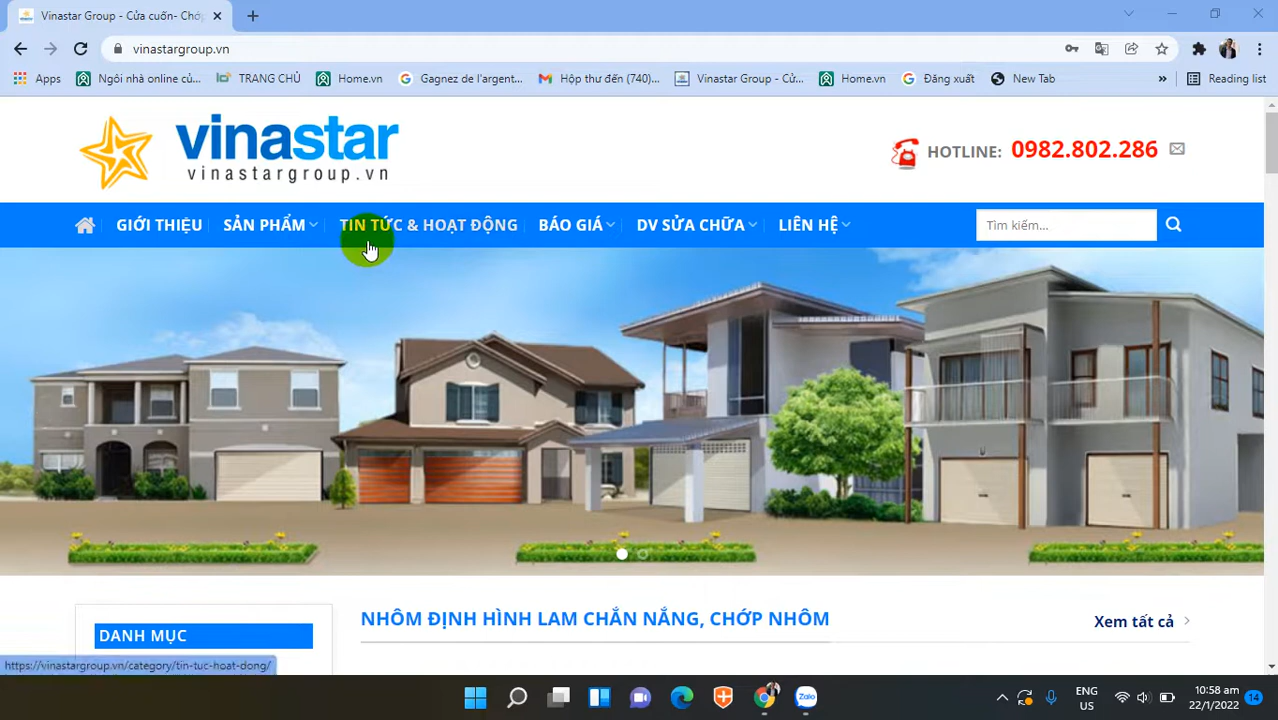 Vinastar Group - Cửa cuốn- Chớ
vinastargroup.vn
Apps
Ngôi nhà online củ...
TRANG CHỦ
Home.vn
Gagnez de l'argent...
Hộp thư đến (740)...
Vinastar Group - Cử...
Home.vn
Đăng xuất
New Tab
»
Reading list
vinastar
vinastargroup.vn
HOTLINE: 0982.802.286
GIỚI THIỆU
SẢN PHẨM
TIN TỨC & HOẠT ĐỘNG
BÁO GIÁ
DV SỬA CHỮA
LIÊN HỆ
Tìm kiếm...
NHÔM ĐỊNH HÌNH LAM CHẮN NẮNG, CHỚP NHÔM
Xem tất cả
DANH MỤC
https://vinastargroup.vn/category/tin-tuc-hoat-dong/
Zalo
ENG
US
10:58 am
22/1/2022
14